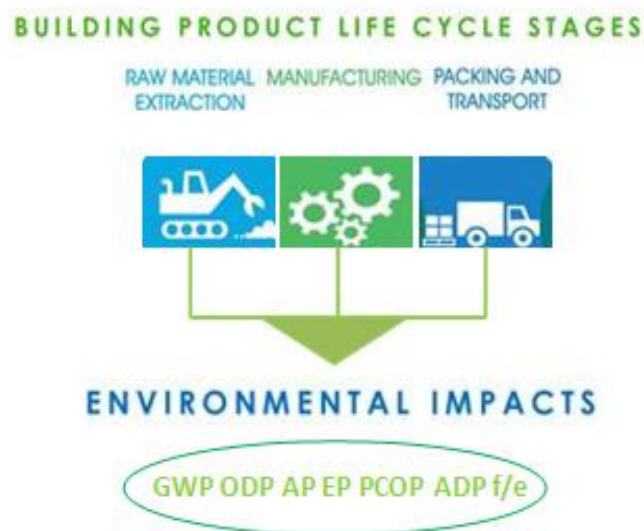 BUILDING PRODUCT LIFE CYCLE STAGES
RAW MATERIAL EXTRACTION
MANUFACTURING
PACKING AND TRANSPORT
ENVIRONMENTAL IMPACTS
GWP ODP AP EP PCOP ADP f/e